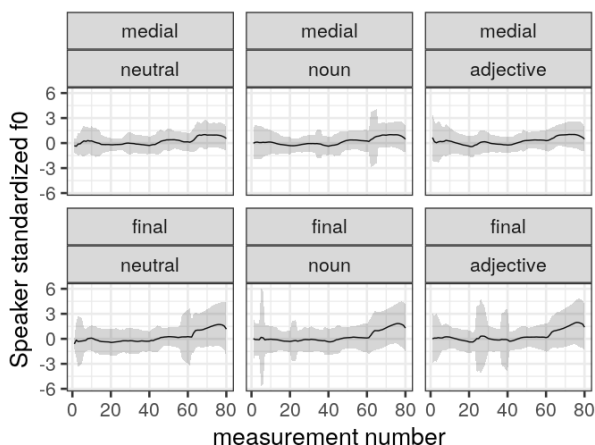 medial medial medial
neutral noun adjective
6
3
0
-3
-6
final final final
neutral noun adjective
6
3
0
-3
-6
0 20 40 60 80 0 20 40 60 80 0 20 40 60 80
measurement number
Speaker standardized f0